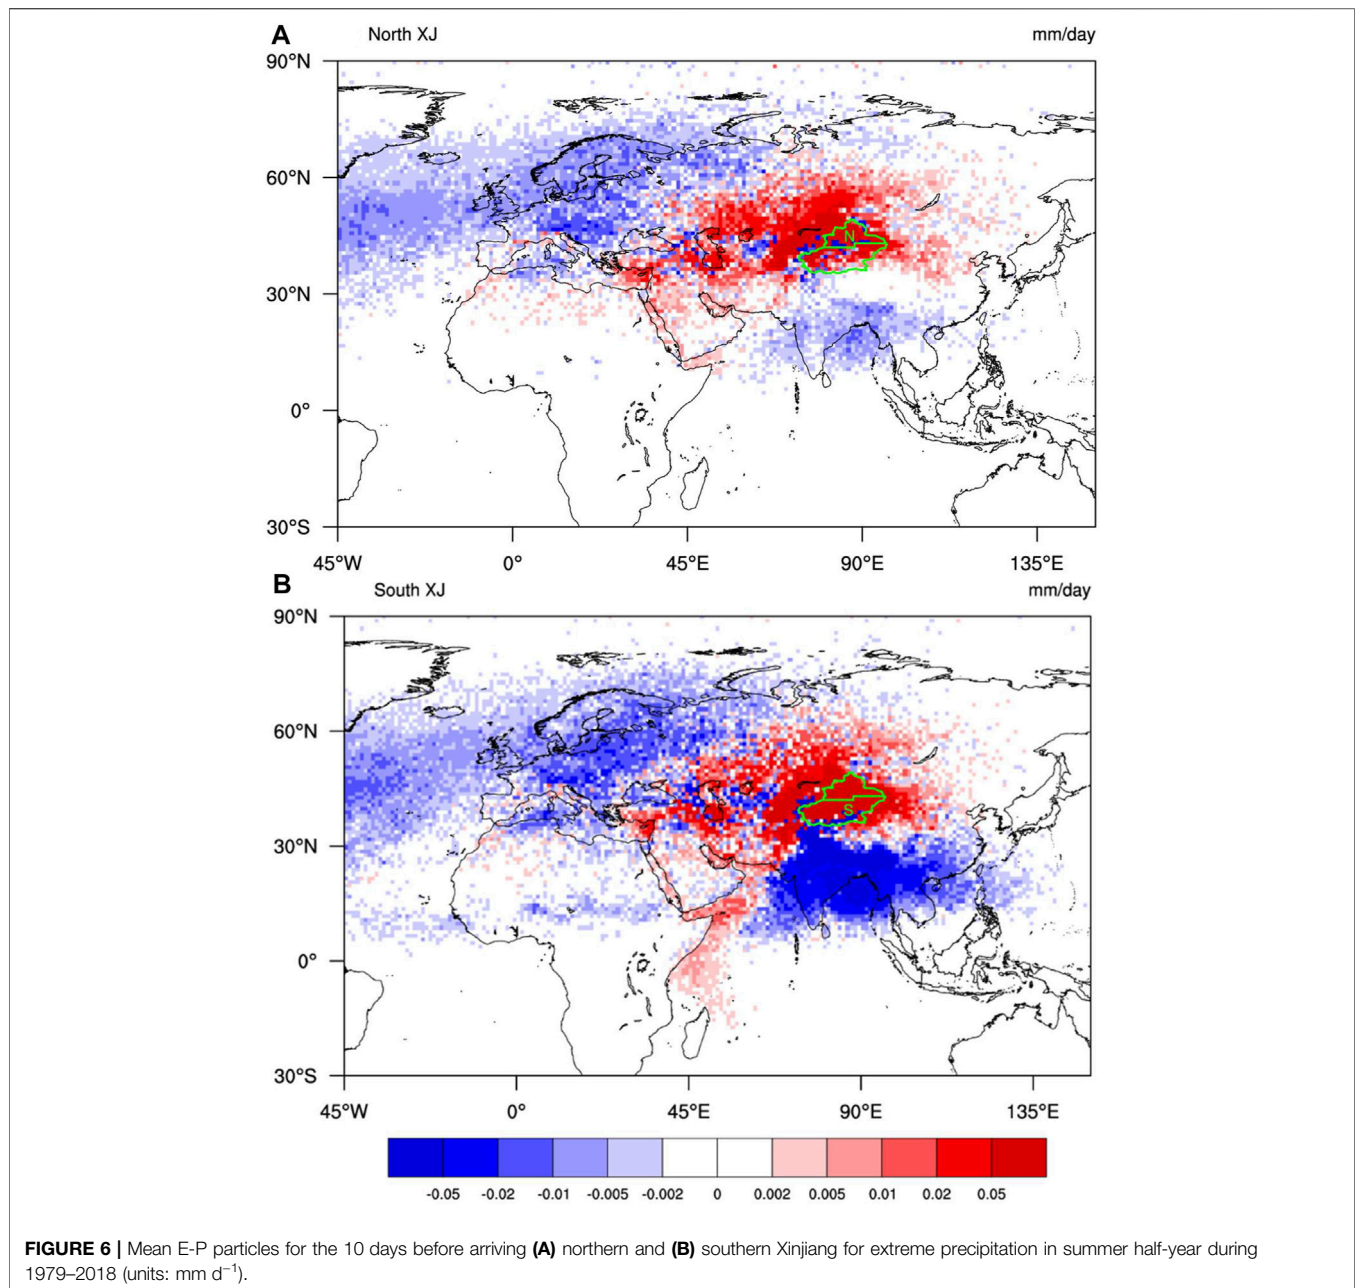 A
North XJ
mm/day
90°N
60°N
30°N
0°
30°S
N
45°W 0° 45°E 90°E 135°E
B
South XJ
mm/day
90°N
60°N
30°N
0°
30°S
S
45°W 0° 45°E 90°E 135°E
-0.05 -0.02 -0.01 -0.005 -0.002 0 0.002 0.005 0.01 0.02 0.05
FIGURE 6 | Mean E-P particles for the 10 days before arriving (A) northern and (B) southern Xinjiang for extreme precipitation in summer half-year during
1979–2018 (units: mm d⁻¹).